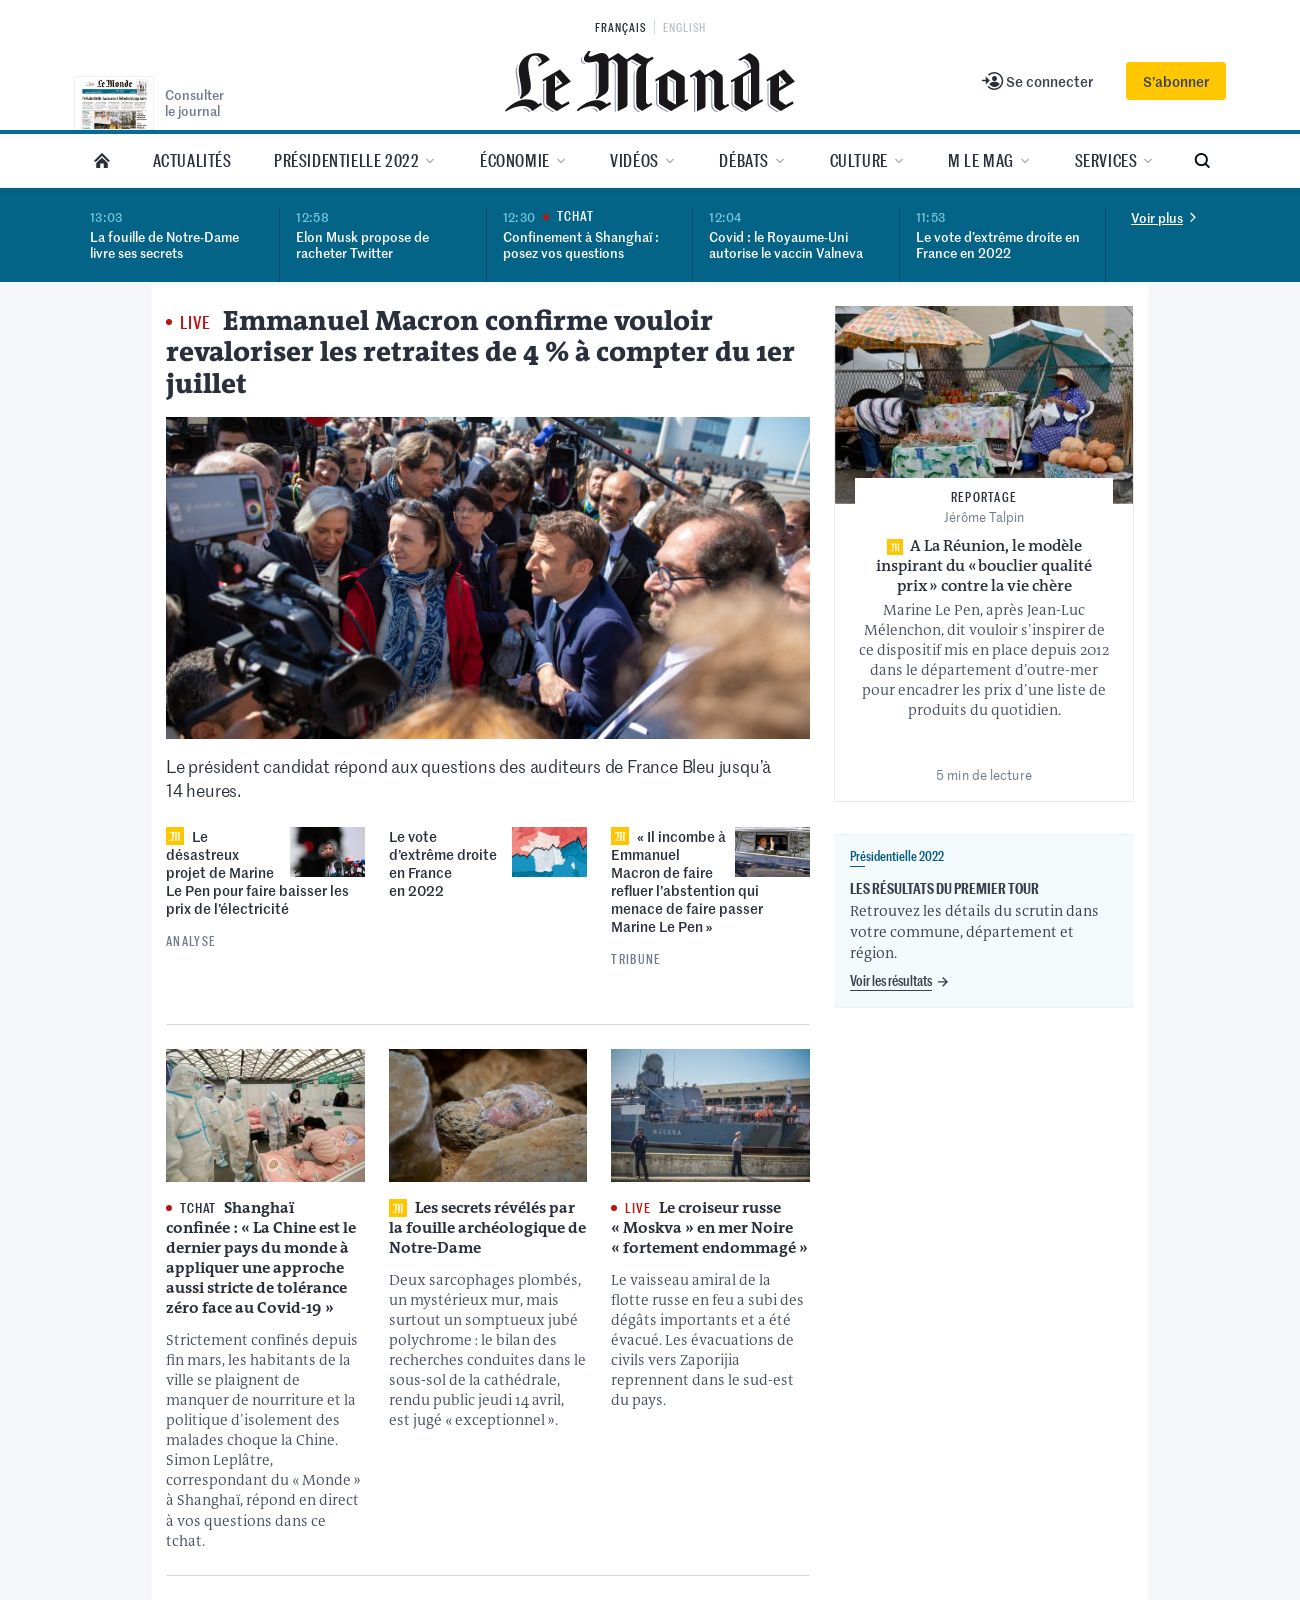 FRANÇAIS
ENGLISH
Le Monde
Le Monde
Consulter
le journal
Se connecter
S'abonner
ACTUALITÉS
PRÉSIDENTIELLE 2022
ÉCONOMIE
VIDÉOS
DÉBATS
CULTURE
M LE MAG
SERVICES
13:03
La fouille de Notre-Dame
livre ses secrets
12:58
Elon Musk propose de
racheter Twitter
12:30 • TCHAT
Confinement à Shanghaï :
posez vos questions
12:04
Covid : le Royaume-Uni
autorise le vaccin Valneva
11:53
Le vote d'extrême droite en
France en 2022
Voir plus
• LIVE Emmanuel Macron confirme vouloir
revaloriser les retraites de 4 % à compter du 1er
juillet
Le président candidat répond aux questions des auditeurs de France Bleu jusqu'à
14 heures.
M Le
désastreux
projet de Marine
Le Pen pour faire baisser les
prix de l'électricité
ANALYSE
Le vote
d'extrême droite
en France
en 2022
M « Il incombe à
Emmanuel
Macron de faire
refluer l'abstention qui
menace de faire passer
Marine Le Pen »
TRIBUNE
REPORTAGE
Jérôme Talpin
M A La Réunion, le modèle
inspirant du « bouclier qualité
prix » contre la vie chère
Marine Le Pen, après Jean-Luc
Mélenchon, dit vouloir s'inspirer de
ce dispositif mis en place depuis 2012
dans le département d'outre-mer
pour encadrer les prix d'une liste de
produits du quotidien.
5 min de lecture
Présidentielle 2022
LES RÉSULTATS DU PREMIER TOUR
Retrouvez les détails du scrutin dans
votre commune, département et
région.
Voir les résultats →
• TCHAT Shanghaï
confinée : « La Chine est le
dernier pays du monde à
appliquer une approche
aussi stricte de tolérance
zéro face au Covid-19 »
Strictement confinés depuis
fin mars, les habitants de la
ville se plaignent de
manquer de nourriture et la
politique d'isolement des
malades choque la Chine.
Simon Leplâtre,
correspondant du « Monde »
à Shanghaï, répond en direct
à vos questions dans ce
tchat.
M Les secrets révélés par
la fouille archéologique de
Notre-Dame
Deux sarcophages plombés,
un mystérieux mur, mais
surtout un somptueux jubé
polychrome : le bilan des
recherches conduites dans le
sous-sol de la cathédrale,
rendu public jeudi 14 avril,
est jugé « exceptionnel ».
МОСКВА
• LIVE Le croiseur russe
« Moskva » en mer Noire
« fortement endommagé »
Le vaisseau amiral de la
flotte russe en feu a subi des
dégâts importants et a été
évacué. Les évacuations de
civils vers Zaporijia
reprennent dans le sud-est
du pays.